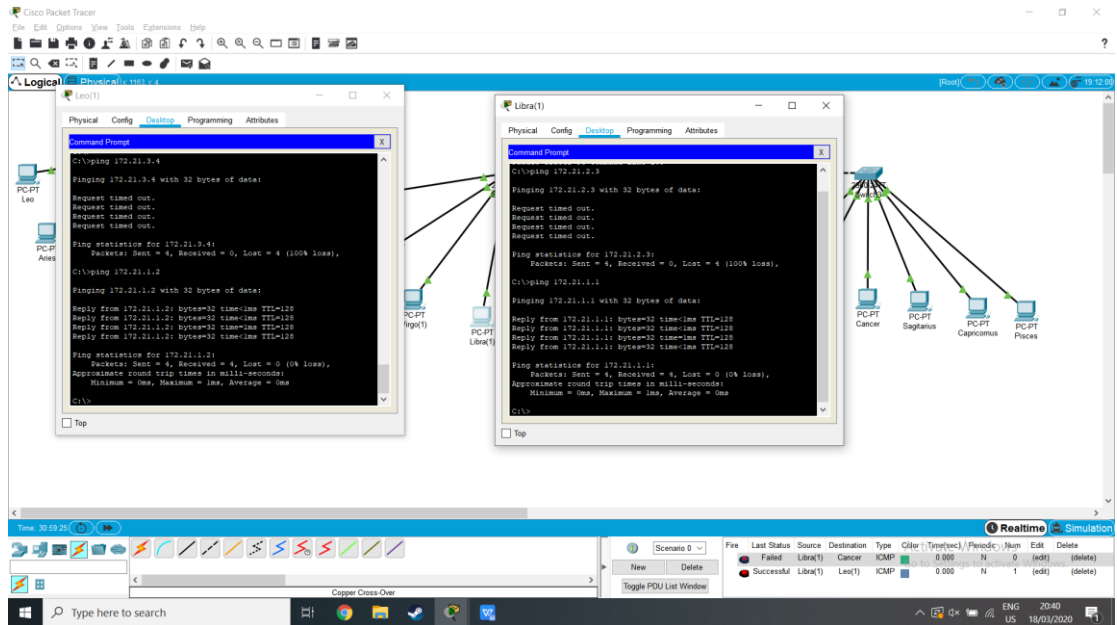 Cisco Packet Tracer
File Edit Options View Tools Extensions Help
?
Logical Physical x: 1163, y: 4
[Root] 19:12:00
Leo(1)
Physical Config Desktop Programming Attributes
Command Prompt X
C:\>ping 172.21.3.4
Pinging 172.21.3.4 with 32 bytes of data:
Request timed out.
Request timed out.
Request timed out.
Request timed out.
Ping statistics for 172.21.3.4:
Packets: Sent = 4, Received = 0, Lost = 4 (100% loss),
C:\>ping 172.21.1.2
Pinging 172.21.1.2 with 32 bytes of data:
Reply from 172.21.1.2: bytes=32 time<1ms TTL=128
Reply from 172.21.1.2: bytes=32 time<1ms TTL=128
Reply from 172.21.1.2: bytes=32 time<1ms TTL=128
Reply from 172.21.1.2: bytes=32 time<1ms TTL=128
Ping statistics for 172.21.1.2:
Packets: Sent = 4, Received = 4, Lost = 0 (0% loss),
Approximate round trip times in milli-seconds:
Minimum = 0ms, Maximum = 1ms, Average = 0ms
C:\>
Top
Libra(1)
Physical Config Desktop Programming Attributes
Command Prompt X
C:\>ping 172.21.2.3
Pinging 172.21.2.3 with 32 bytes of data:
Request timed out.
Request timed out.
Request timed out.
Request timed out.
Ping statistics for 172.21.2.3:
Packets: Sent = 4, Received = 0, Lost = 4 (100% loss),
C:\>ping 172.21.1.1
Pinging 172.21.1.1 with 32 bytes of data:
Reply from 172.21.1.1: bytes=32 time<1ms TTL=128
Reply from 172.21.1.1: bytes=32 time=1ms TTL=128
Reply from 172.21.1.1: bytes=32 time=1ms TTL=128
Reply from 172.21.1.1: bytes=32 time<1ms TTL=128
Ping statistics for 172.21.1.1:
Packets: Sent = 4, Received = 4, Lost = 0 (0% loss),
Approximate round trip times in milli-seconds:
Minimum = 0ms, Maximum = 1ms, Average = 0ms
C:\>
Top
PC-PT
Leo
PC-P
Aries
PC-PT
Virgo(1)
PC-PT
Libra(1)
PC-PT
Cancer
PC-PT
Sagitarius
PC-PT
Capricornus
PC-PT
Pisces
Time: 30:59:25
Realtime Simulation
Copper Cross-Over
Scenario 0
New Delete
Toggle PDU List Window
Fire Last Status Source Destination Type Color Time(sec) Periodic Num Edit Delete
Failed Libra(1) Cancer ICMP 0.000 N 0 (edit) (delete)
Successful Libra(1) Leo(1) ICMP 0.000 N 1 (edit) (delete)
Type here to search
ENG
US
20:40
18/03/2020